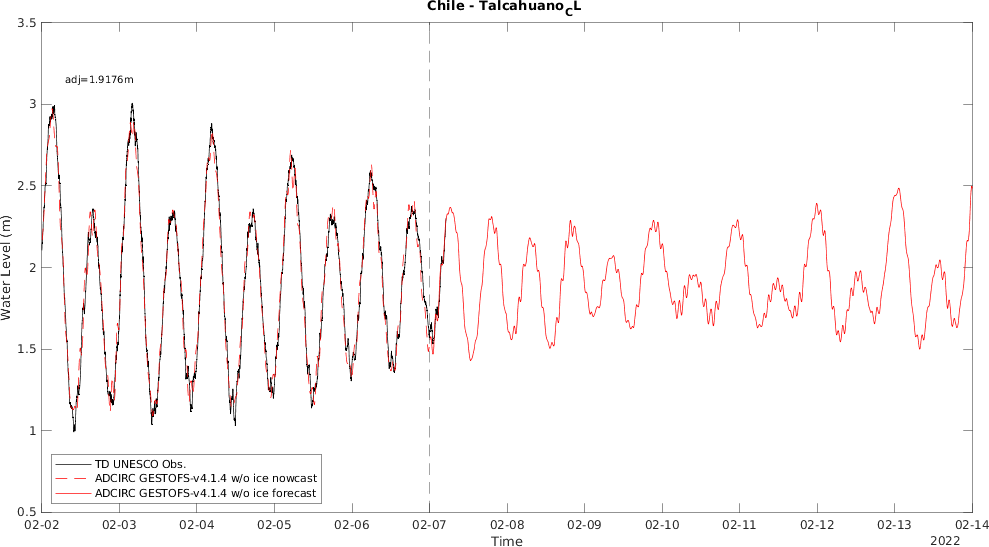 Chile - Talcahuano_CL
adj=1.9176m
Water Level (m)
3.5
3
2.5
2
1.5
1
0.5
TD UNESCO Obs.
ADCIRC GESTOFS-v4.1.4 w/o ice nowcast
ADCIRC GESTOFS-v4.1.4 w/o ice forecast
02-02 02-03 02-04 02-05 02-06 02-07 02-08 02-09 02-10 02-11 02-12 02-13 02-14
Time
2022